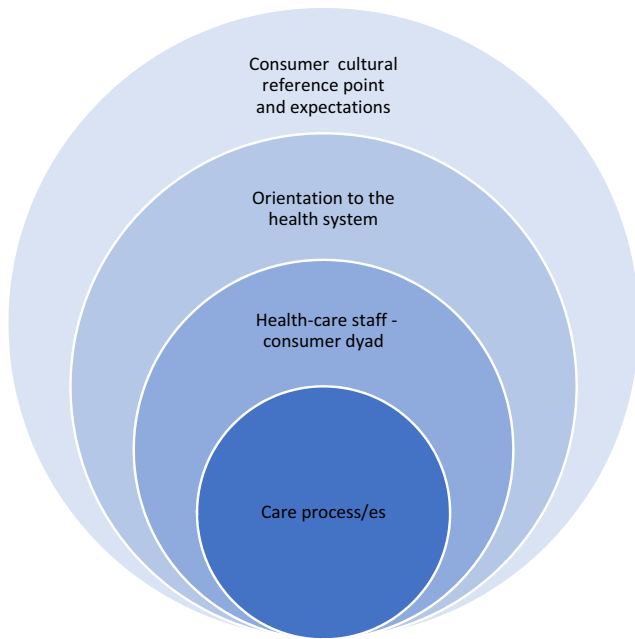 Consumer cultural
reference point
and expectations
Orientation to the
health system
Health-care staff -
consumer dyad
Care process/es